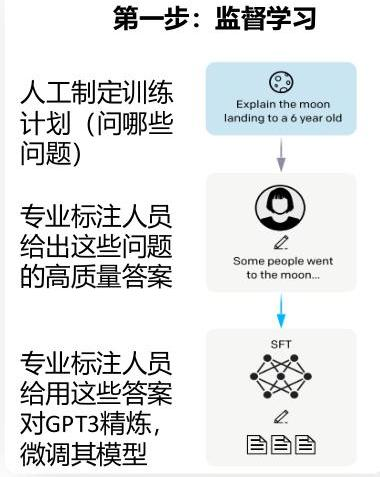 第一步：监督学习
人工制定训练
计划（问哪些
问题）
Explain the moon
landing to a 6 year old
专业标注人员
给出这些问题
的高质量答案
Some people went
to the moon...
专业标注人员
给用这些答案
对GPT3精炼，
微调其模型
SFT